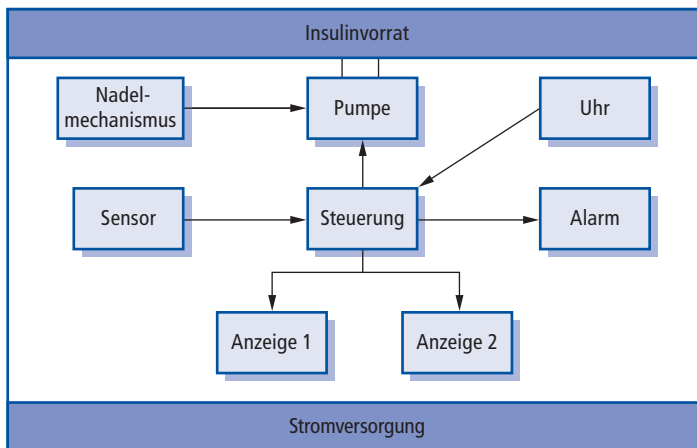 Insulinvorrat
Nadel-
mechanismus
Pumpe
Uhr
Sensor
Steuerung
Alarm
Anzeige 1
Anzeige 2
Stromversorgung